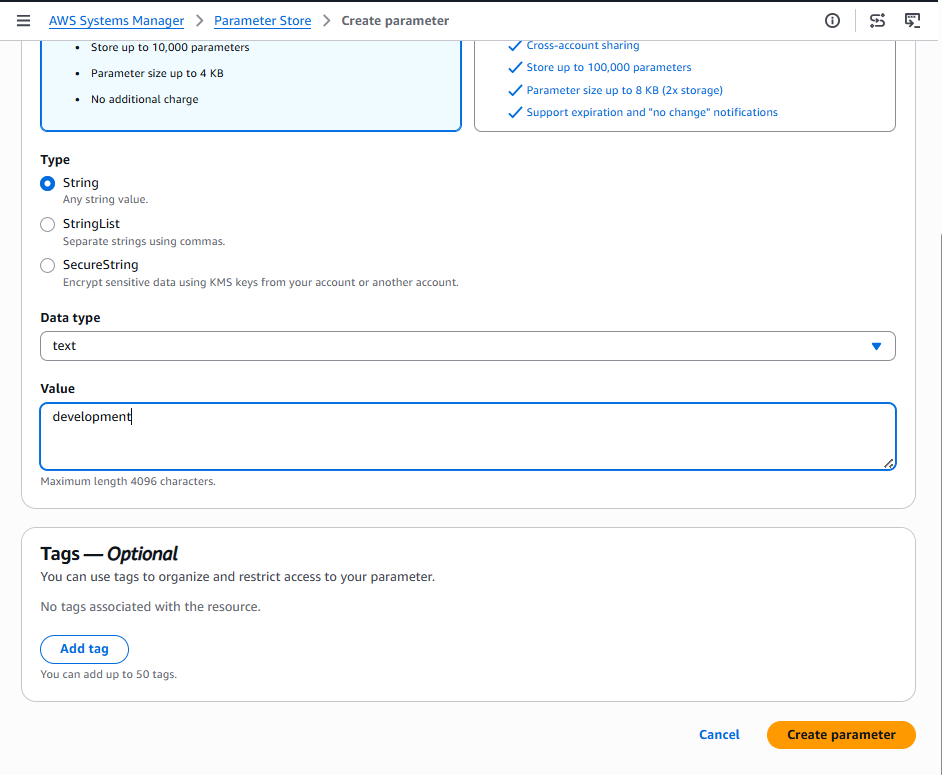 AWS Systems Manager > Parameter Store > Create parameter
Store up to 10,000 parameters
Parameter size up to 4 KB
No additional charge
Cross-account sharing
Store up to 100,000 parameters
Parameter size up to 8 KB (2x storage)
Support expiration and "no change" notifications
Type
String
Any string value.
StringList
Separate strings using commas.
SecureString
Encrypt sensitive data using KMS keys from your account or another account.
Data type
text
Value
development
Maximum length 4096 characters.
Tags — Optional
You can use tags to organize and restrict access to your parameter.
No tags associated with the resource.
Add tag
You can add up to 50 tags.
Cancel Create parameter